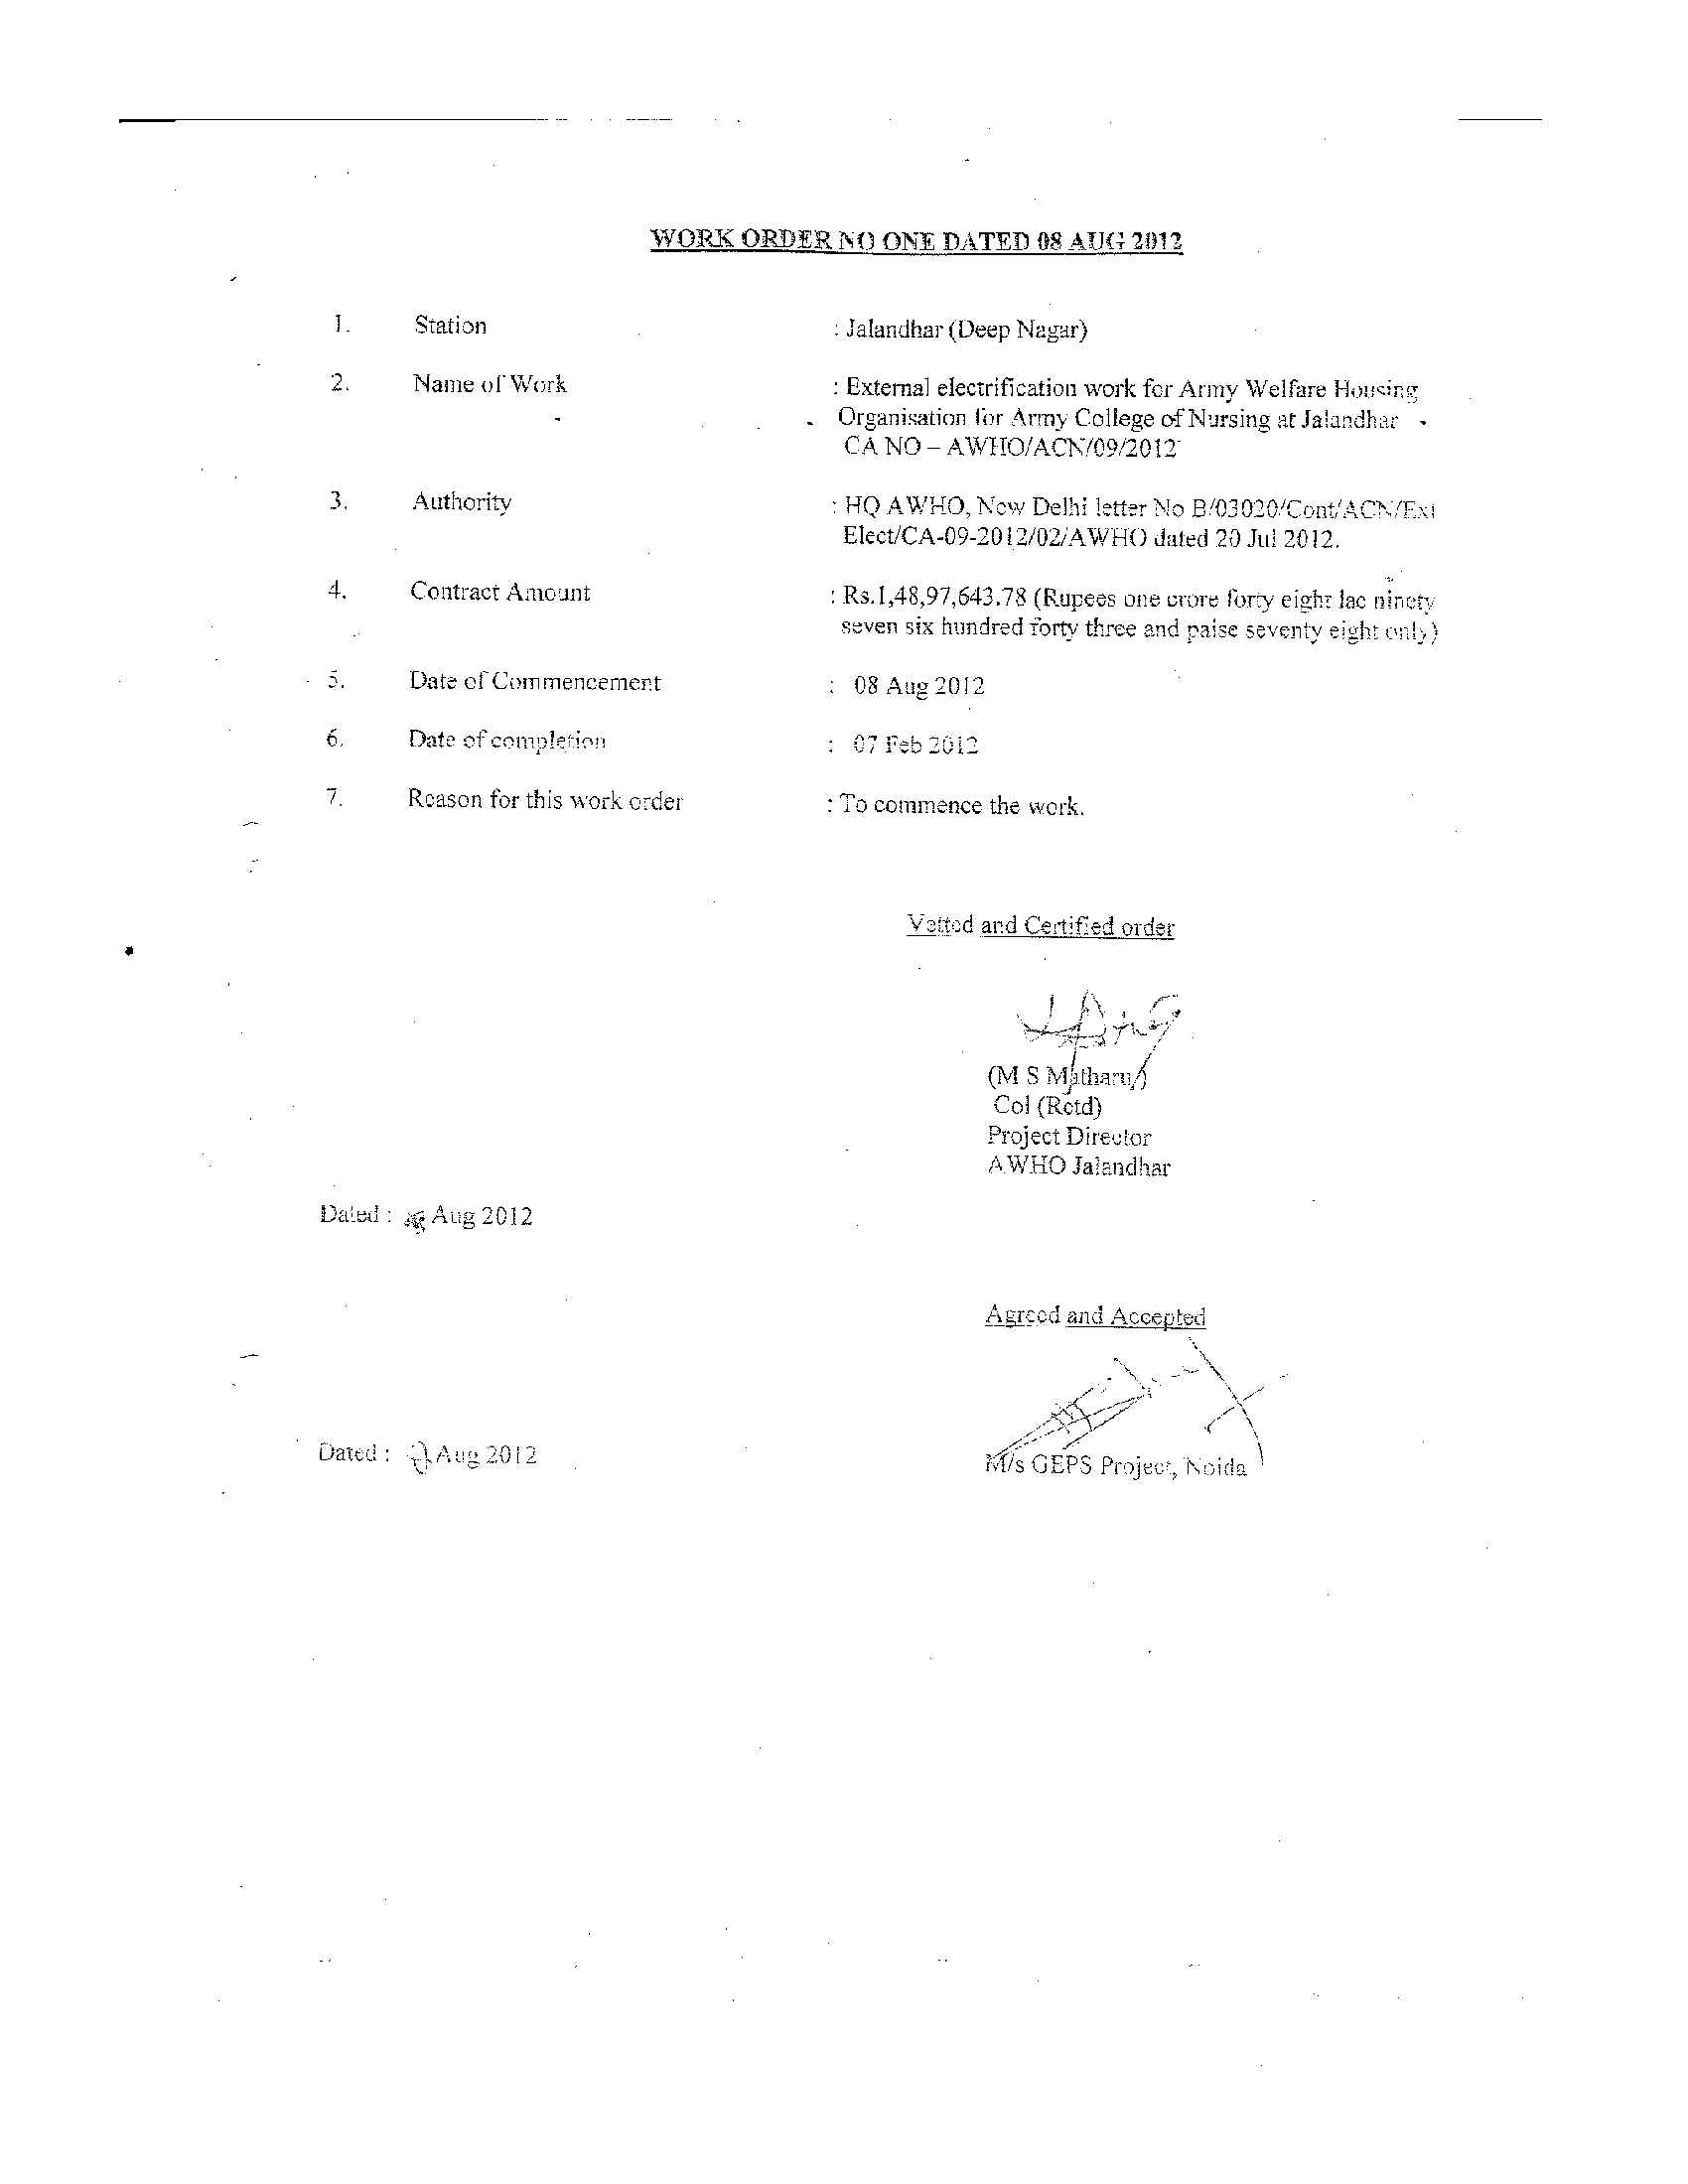 WORK ORDER NO ONE DATED 08 AUG 2012
1. Station : Jalandhar (Deep Nagar)
2. Name of Work : External electrification work for Army Welfare Housing
Organisation for Army College of Nursing at Jalandhar
CA NO – AWHO/ACN/09/2012
3. Authority : HQ AWHO, New Delhi letter No B/03020/Cont/ACN/Ext
Elect/CA-09-2012/02/AWHO dated 20 Jul 2012.
4. Contract Amount : Rs.1,48,97,643.78 (Rupees one crore forty eight lac ninety
seven six hundred forty three and paise seventy eight only)
5. Date of Commencement : 08 Aug 2012
6. Date of completion : 07 Feb 2012
7. Reason for this work order : To commence the work.
Vetted and Certified order
(M S Matharu)
Col (Retd)
Project Director
Dated : Aug 2012 AWHO Jalandhar
Agreed and Accepted
Dated : Aug 2012 M/s GEPS Project, Noida